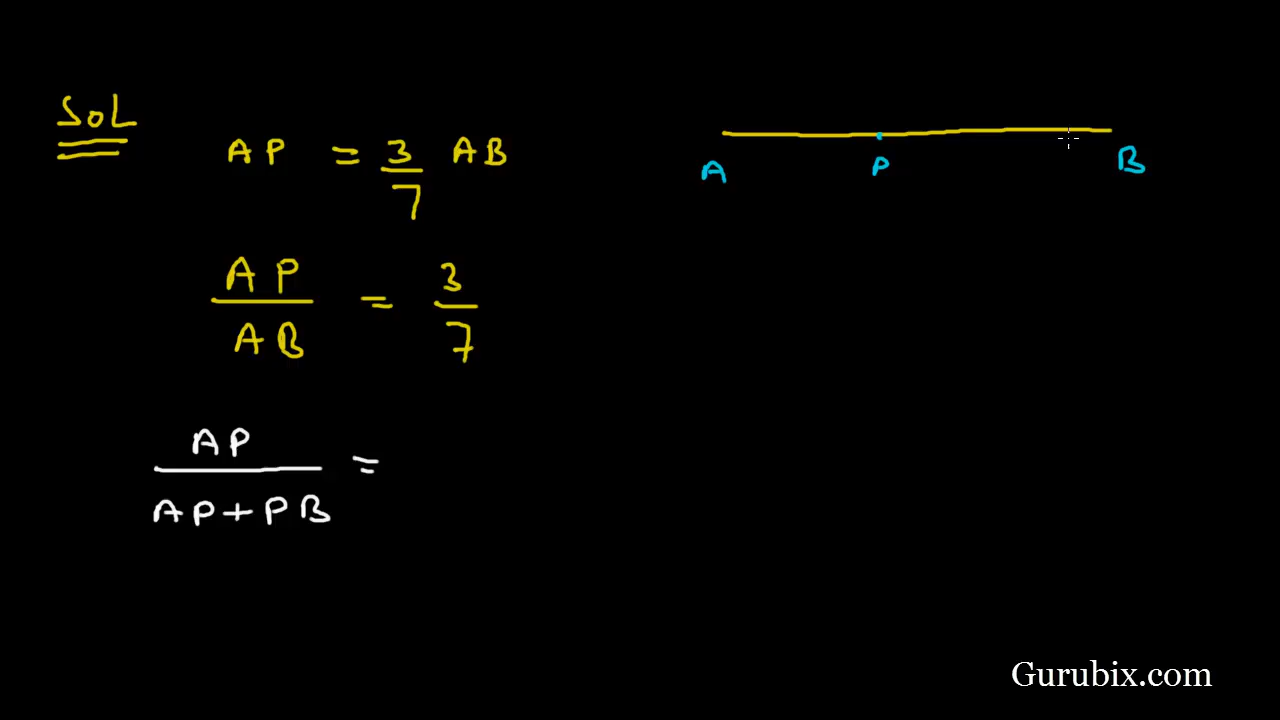 SOL
AP = 3/7 AB
A P B
AP/AB = 3/7
AP/AP+PB =
Gurubix.com